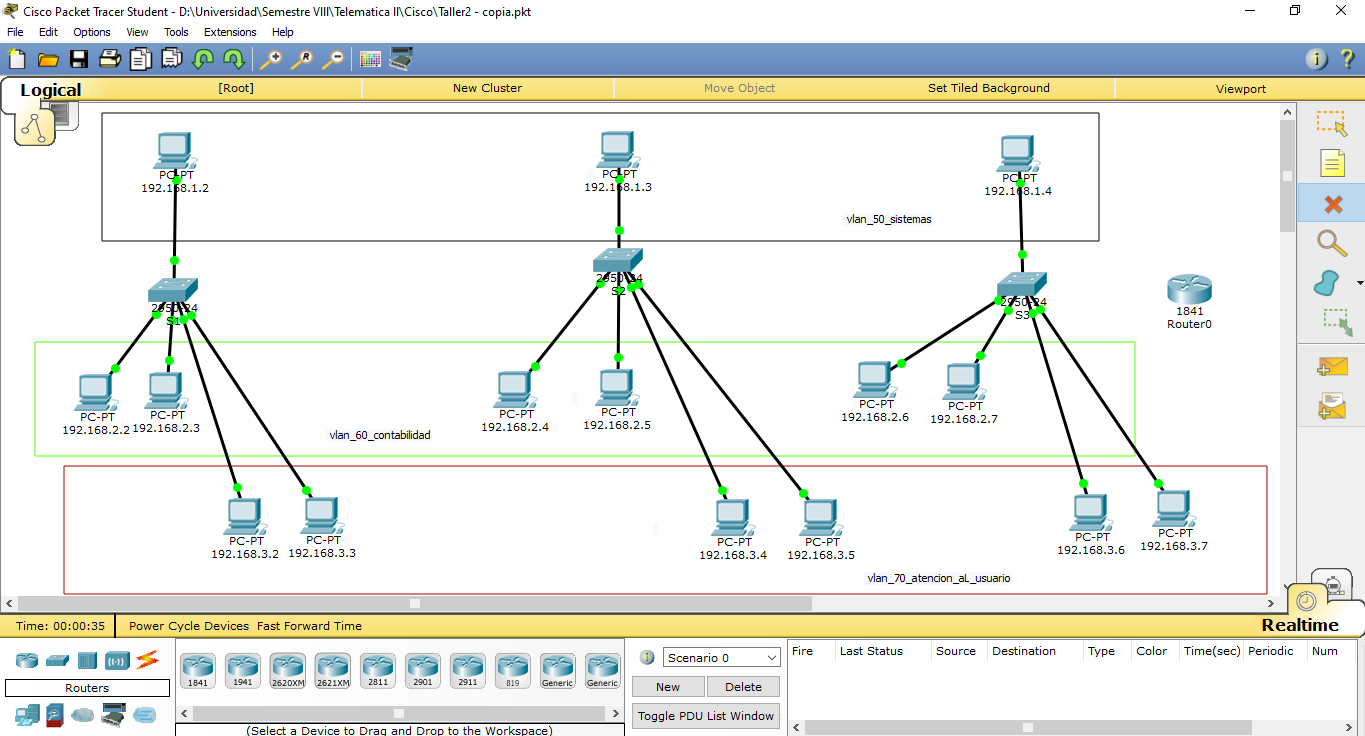 Cisco Packet Tracer Student - D:\Universidad\Semestre VIII\Telematica II\Cisco\Taller2 - copia.pkt
File Edit Options View Tools Extensions Help
Logical [Root] New Cluster Move Object Set Tiled Background Viewport
PC-PT
192.168.1.2
PC-PT
192.168.1.3
PC-PT
192.168.1.4
vlan_50_sistemas
2950-24
S1
2950-24
S2
2950-24
S3
1841
Router0
PC-PT
192.168.2.2
PC-PT
192.168.2.3
PC-PT
192.168.2.4
PC-PT
192.168.2.5
PC-PT
192.168.2.6
PC-PT
192.168.2.7
vlan_60_contabilidad
PC-PT
192.168.3.2
PC-PT
192.168.3.3
PC-PT
192.168.3.4
PC-PT
192.168.3.5
PC-PT
192.168.3.6
PC-PT
192.168.3.7
vlan_70_atencion_aL_usuario
Time: 00:00:35 Power Cycle Devices Fast Forward Time
Realtime
Routers
1841 1941 2620XM 2621XM 2811 2901 2911 819 Generic Generic
(Select a Device to Drag and Drop to the Workspace)
Scenario 0
New Delete
Toggle PDU List Window
Fire Last Status Source Destination Type Color Time(sec) Periodic Num